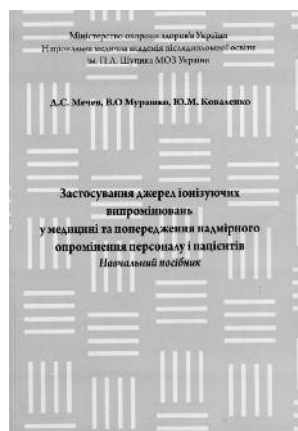 Міністерство охорони здоров'я України
Національна медична академія післядипломної освіти
ім. П.Л. Шупика МОЗ України
Д.С. Мечев, В.О Мурашко, Ю.М. Коваленко
Застосування джерел іонізуючих
випромінювань
у медицині та попередження надмірного
опромінення персоналу і пацієнтів
Навчальний посібник